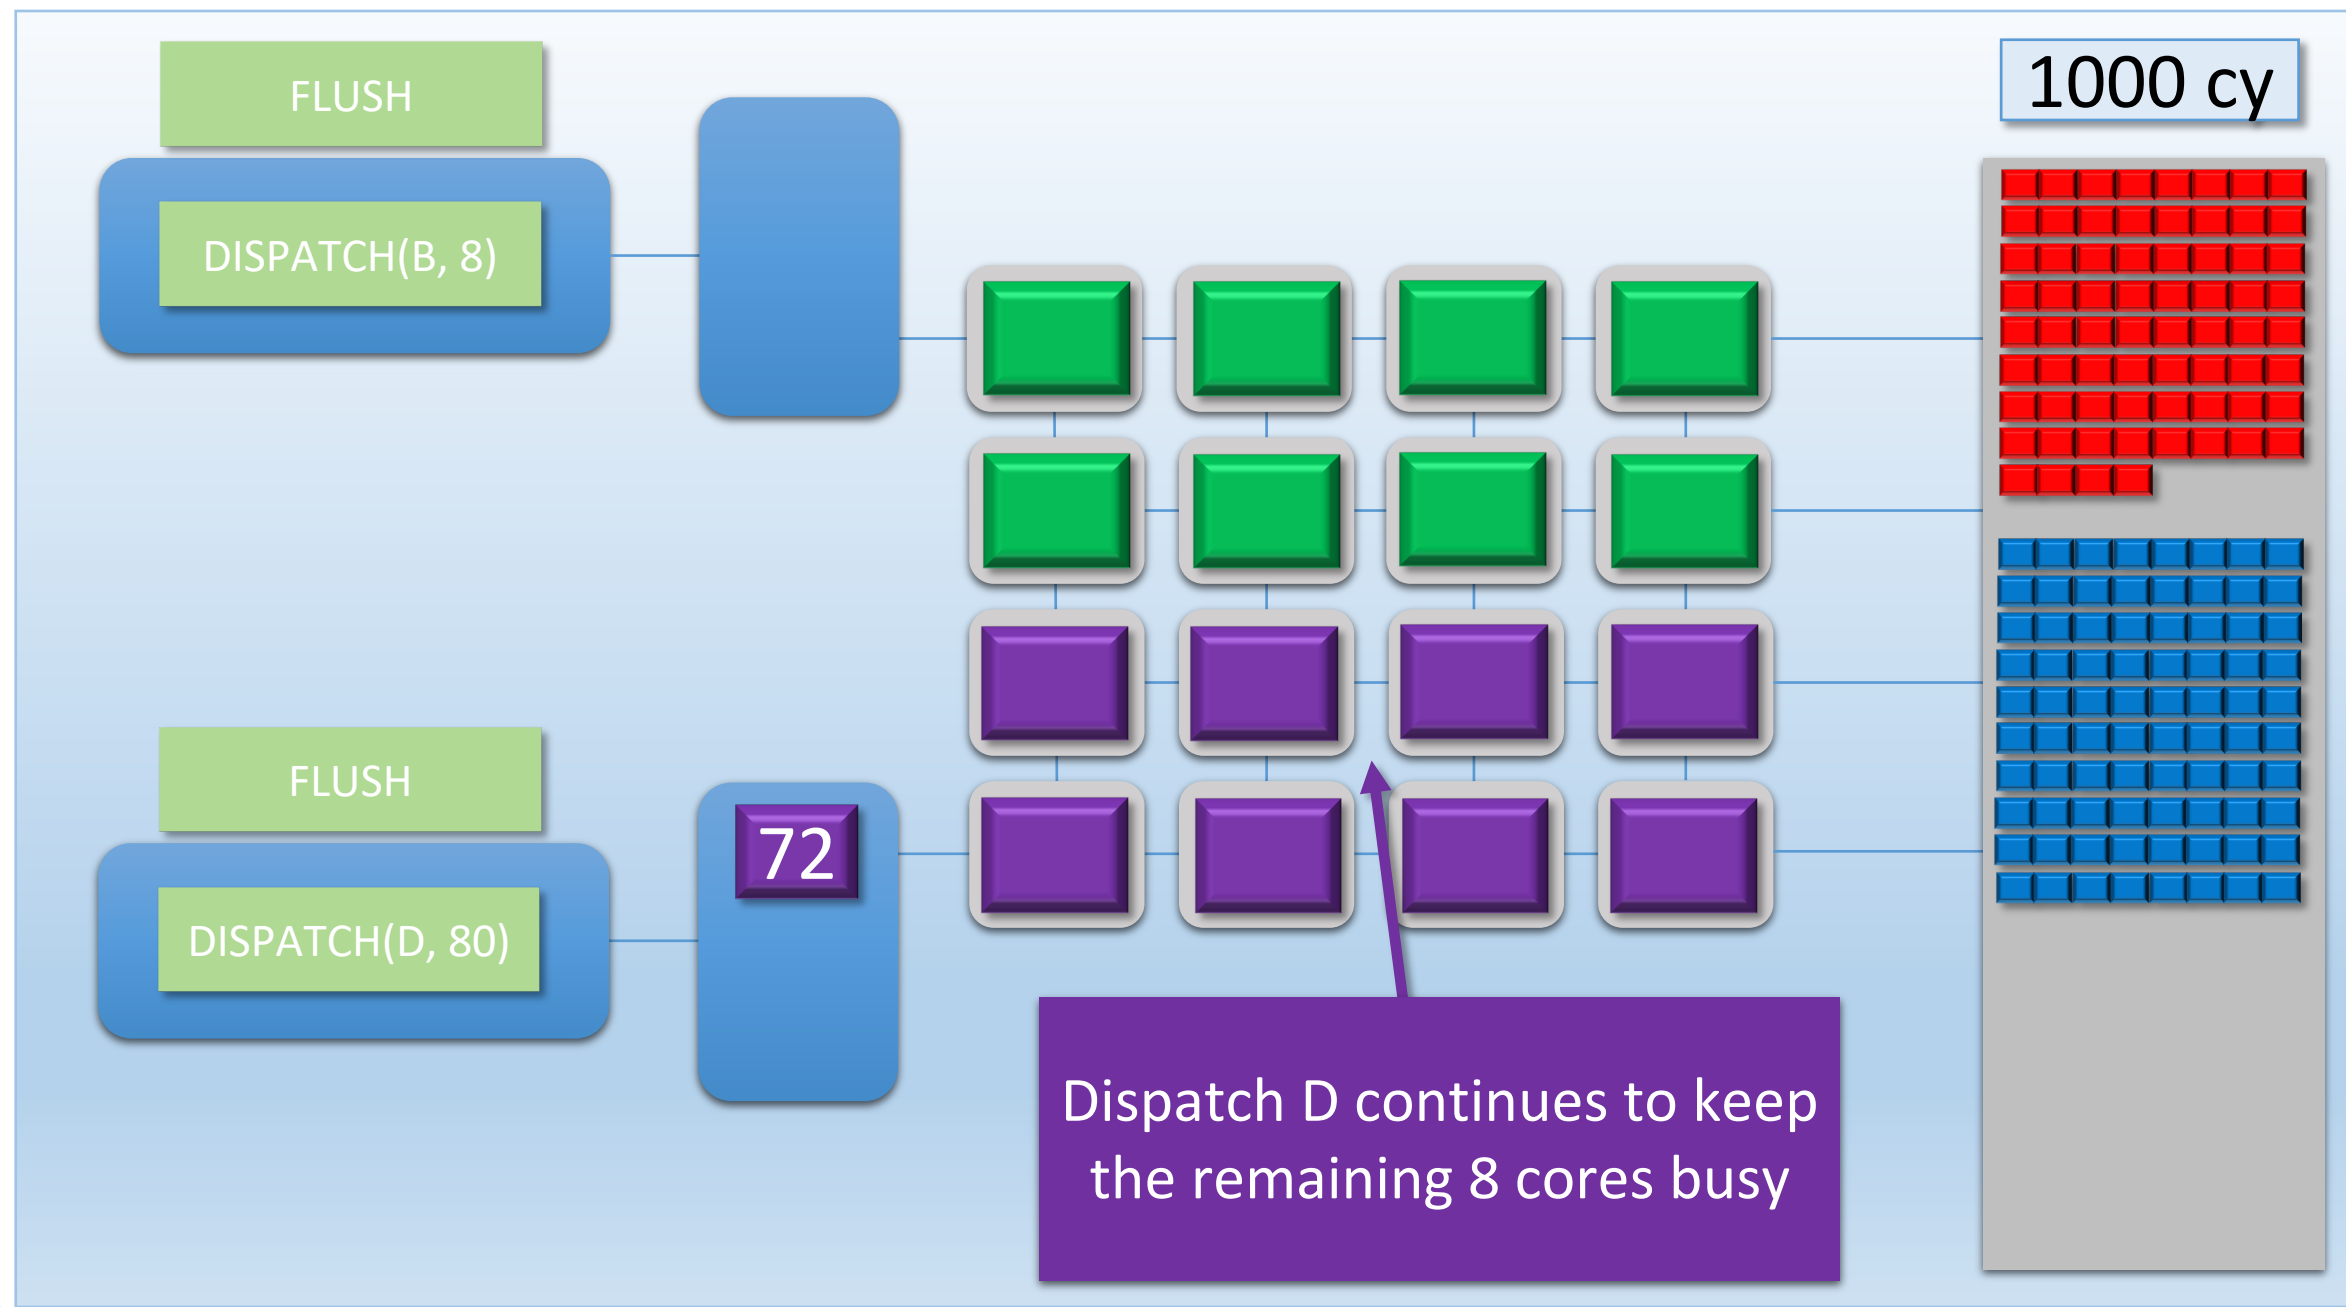 FLUSH
1000 cy
DISPATCH(B, 8)
FLUSH
72
DISPATCH(D, 80)
Dispatch D continues to keep
the remaining 8 cores busy